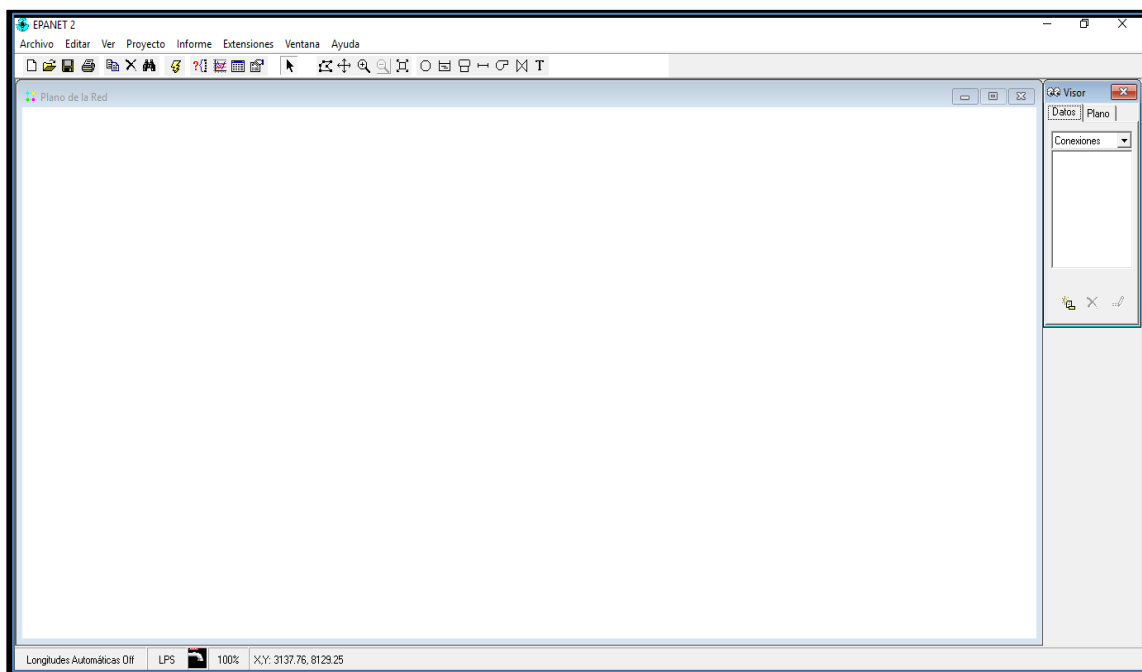 EPANET 2
Archivo Editar Ver Proyecto Informe Extensiones Ventana Ayuda
T
Plano de la Red
Visor
Datos Plano
Conexiones
Longitudes Automáticas Off LPS 100% X,Y: 3137.76, 8129.25